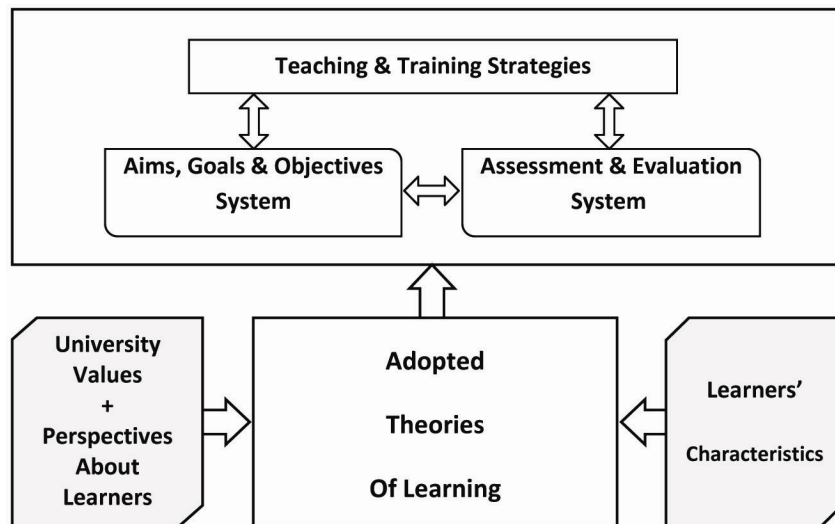 Teaching & Training Strategies
Aims, Goals & Objectives
System
Assessment & Evaluation
System
University
Values
+
Perspectives
About
Learners
Adopted
Theories
Of Learning
Learners’
Characteristics